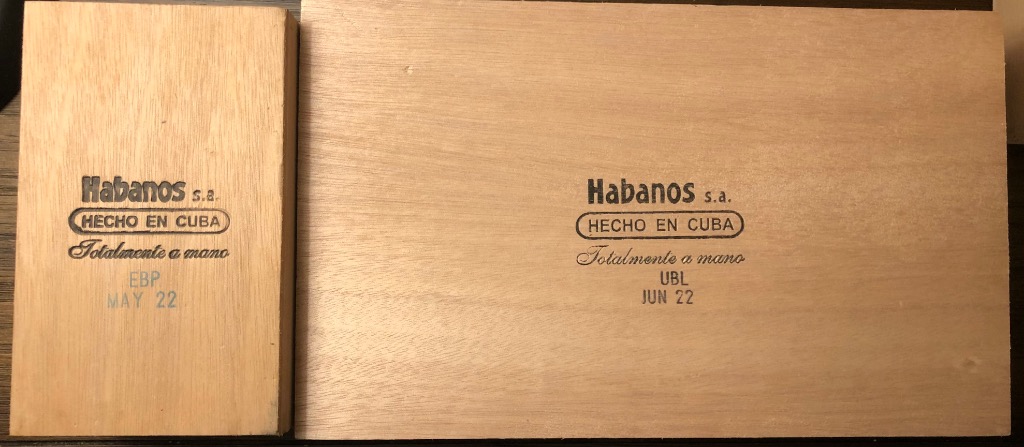 Habanos s.a.
HECHO EN CUBA
Totalmente a mano
EBP
MAY 22
Habanos s.a.
HECHO EN CUBA
Totalmente a mano
UBL
JUN 22